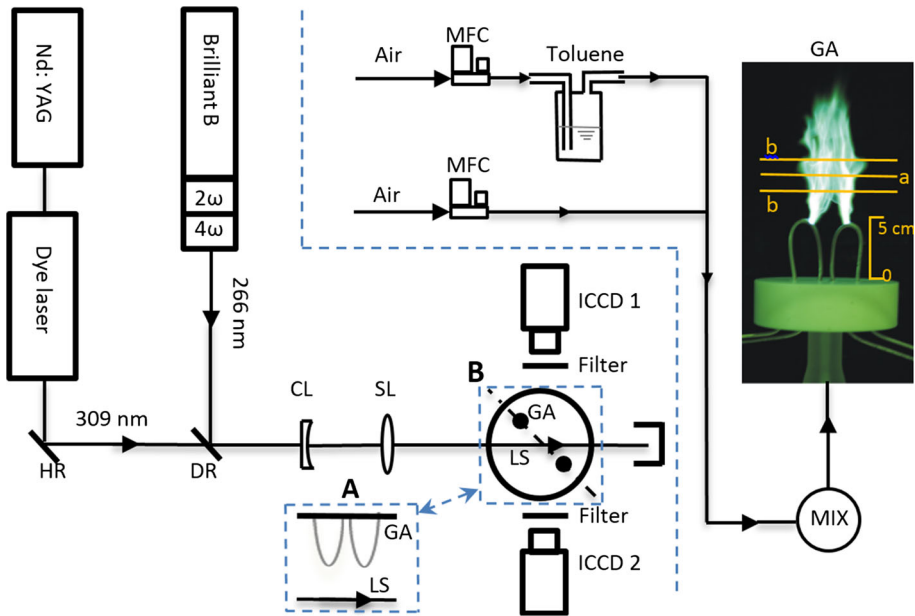 Nd: YAG
Brilliant B
2ω
4ω
Dye laser
266 nm
309 nm
HR
DR
CL
SL
A
GA
LS
B
GA
LS
ICCD 1
Filter
Filter
ICCD 2
Air
MFC
Toluene
Air
MFC
MIX
GA
b
a
b
5 cm
0